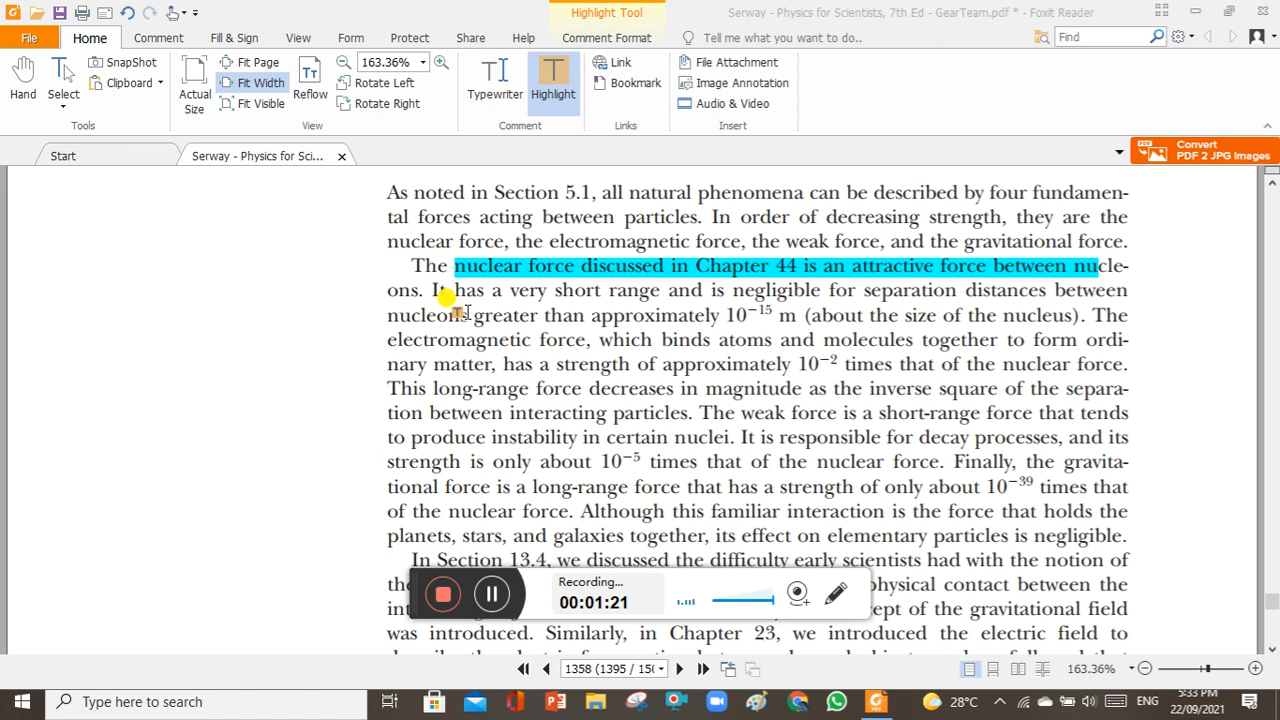 Highlight Tool
Serway - Physics for Scientists, 7th Ed - GearTeam.pdf * - Foxit Reader
File
Home
Comment
Fill & Sign
View
Form
Protect
Share
Help
Comment Format
Tell me what you want to do..
Find
Hand
Select
SnapShot
Clipboard
Tools
Actual Size
Fit Page
Fit Width
Fit Visible
Reflow
163.36%
Rotate Left
Rotate Right
View
Typewriter
Highlight
Comment
Link
Bookmark
Links
File Attachment
Image Annotation
Audio & Video
Insert
Start
Serway - Physics for Sci...
Convert
PDF 2 JPG Images
As noted in Section 5.1, all natural phenomena can be described by four fundamen-
tal forces acting between particles. In order of decreasing strength, they are the
nuclear force, the electromagnetic force, the weak force, and the gravitational force.
The nuclear force discussed in Chapter 44 is an attractive force between nucle-
ons. It has a very short range and is negligible for separation distances between
nucleons greater than approximately 10⁻¹⁵ m (about the size of the nucleus). The
electromagnetic force, which binds atoms and molecules together to form ordi-
nary matter, has a strength of approximately 10⁻² times that of the nuclear force.
This long-range force decreases in magnitude as the inverse square of the separa-
tion between interacting particles. The weak force is a short-range force that tends
to produce instability in certain nuclei. It is responsible for decay processes, and its
strength is only about 10⁻⁵ times that of the nuclear force. Finally, the gravita-
tional force is a long-range force that has a strength of only about 10⁻³⁹ times that
of the nuclear force. Although this familiar interaction is the force that holds the
planets, stars, and galaxies together, its effect on elementary particles is negligible.
In Section 13.4, we discussed the difficulty early scientists had with the notion of
physical contact between the
of the gravitational field
was introduced. Similarly, in Chapter 23, we introduced the electric field to
Recording...
00:01:21
1358 (1395 / 150
163.36%
Type here to search
28°C
ENG
5:33 PM
22/09/2021